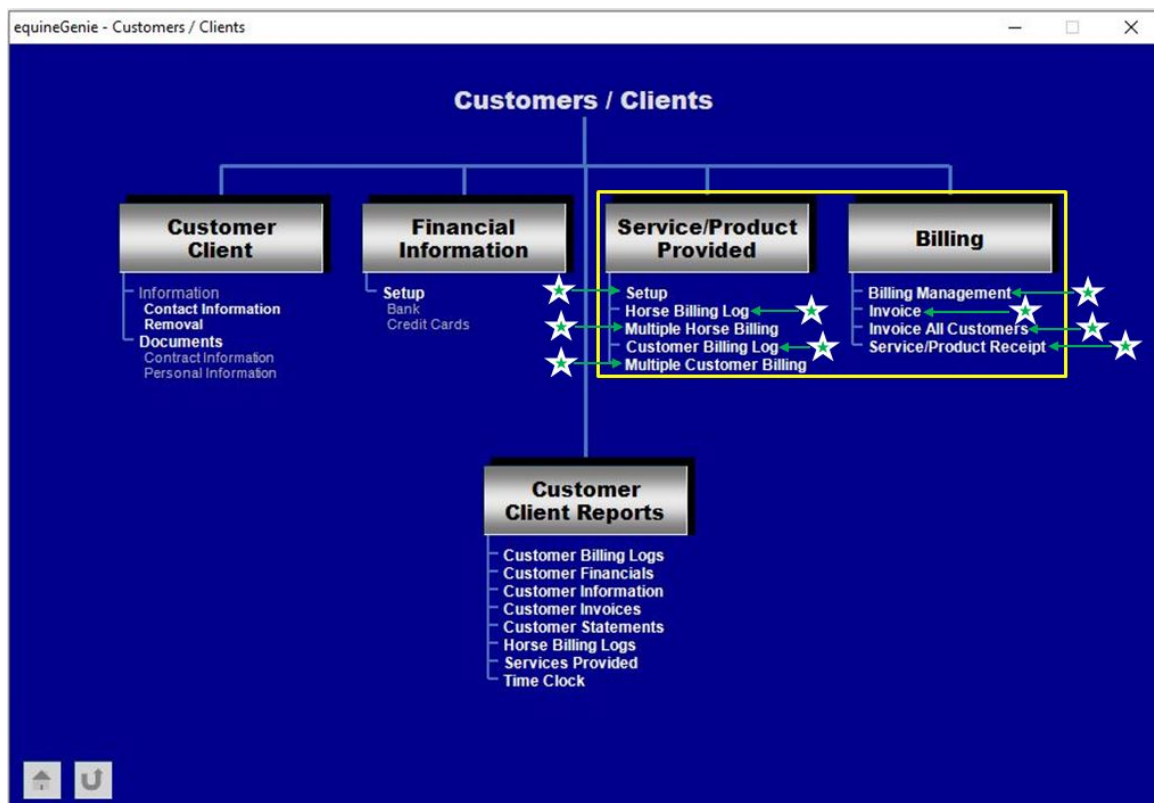 equineGenie - Customers / Clients
Customers / Clients
Customer
Client
Information
Contact Information
Removal
Documents
Contract Information
Personal Information
Financial
Information
Setup
Bank
Credit Cards
Service/Product
Provided
Setup
Horse Billing Log
Multiple Horse Billing
Customer Billing Log
Multiple Customer Billing
Billing
Billing Management
Invoice
Invoice All Customers
Service/Product Receipt
Customer
Client Reports
Customer Billing Logs
Customer Financials
Customer Information
Customer Invoices
Customer Statements
Horse Billing Logs
Services Provided
Time Clock